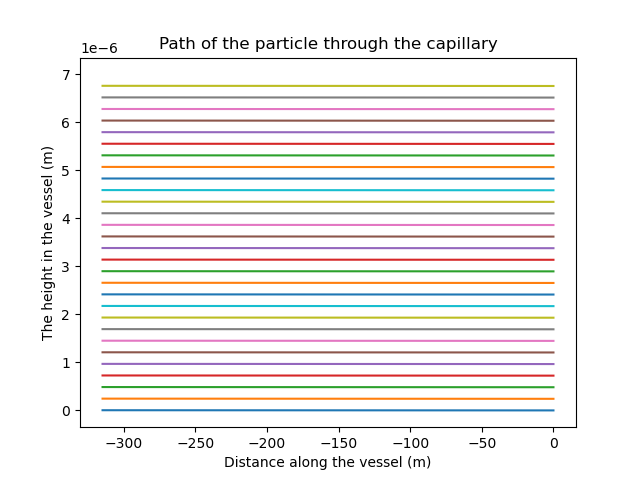 Path of the particle through the capillary
1e−6
7
6
5
4
3
2
1
0
The height in the vessel (m)
−300 −250 −200 −150 −100 −50 0
Distance along the vessel (m)